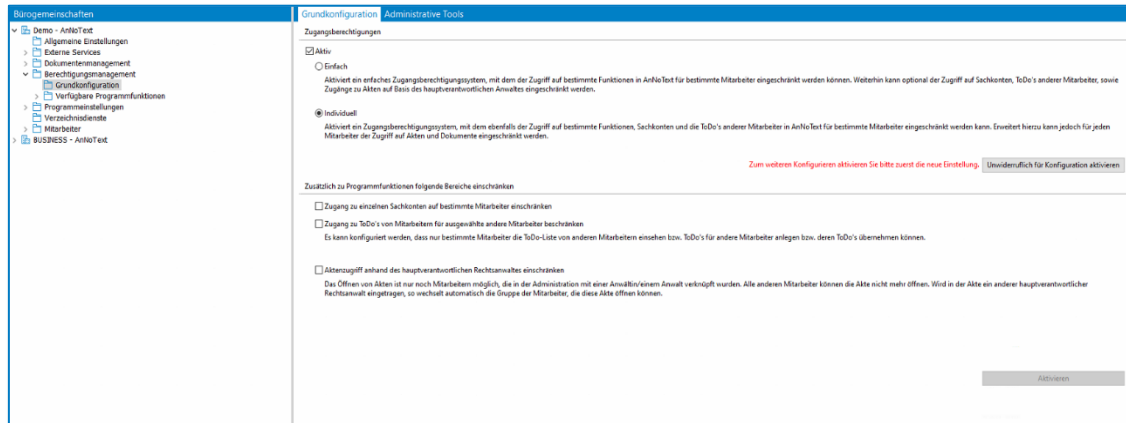 Bürogemeinschaften
Demo - AnNoText
Allgemeine Einstellungen
Externe Services
Dokumentenmanagement
Berechtigungsmanagement
Grundkonfiguration
Verfügbare Programmfunktionen
Programmeinstellungen
Verzeichnisdienste
Mitarbeiter
BUSINESS - AnNoText
Grundkonfiguration Administrative Tools
Zugangsberechtigungen
Aktiv
Einfach
Aktiviert ein enfaches Zugangsberechtigungssystem, mit dem der Zugriff auf bestimmte Funktionen in AnNoText für bestimmte Mitarbeiter eingeschränkt werden können. Weiterhin kann optional der Zugriff auf Sachkonten, ToDo's anderer Mitarbeiter, sowie
Zugänge zu Akten auf Basis des hauptverantwortlichen Anwaltes eingeschränkt werden.
Individuell
Aktiviert ein Zugangsberechtigungssystem, mit dem ebenfalls der Zugriff auf bestimmte Funktionen, Sachkonten und die ToDo's anderer Mitarbeiter in AnNoText für bestimmte Mitarbeiter eingeschränkt werden kann. Erweitert hierzu kann jedoch für jeden
Mitarbeiter der Zugriff auf Akten und Dokumente eingeschränkt werden.
Zum weiteren Konfigurieren aktivieren Sie bitte zuerst die neue Einstellung. Unwiderruflich für Konfiguration aktivieren
Zusätzlich zu Programmfunktionen folgende Bereiche einschränken
Zugang zu einzelnen Sachkonten auf bestimmte Mitarbeiter einschränken
Zugang zu ToDo's von Mitarbeitern für ausgewählte andere Mitarbeiter beschränken
Es kann konfiguriert werden, dass nur bestimmte Mitarbeiter die ToDo-Liste von anderen Mitarbeitern einsehen bzw. ToDo's für andere Mitarbeiter anlegen bzw. deren ToDo's übernehmen können.
Aktenzugriff anhand des hauptverantwortlichen Rechtsanwaltes einschränken
Das Öffnen von Akten ist nur noch Mitarbeitern möglich, die in der Administration mit einer Anwältin/einem Anwalt verknüpft wurden. Alle anderen Mitarbeiter können die Akte nicht mehr öffnen. Wird in der Akte ein anderer hauptverantwortlicher
Rechtsanwalt eingetragen, so wechselt automatisch die Gruppe der Mitarbeiter, die diese Akte öffnen können.
Aktivieren